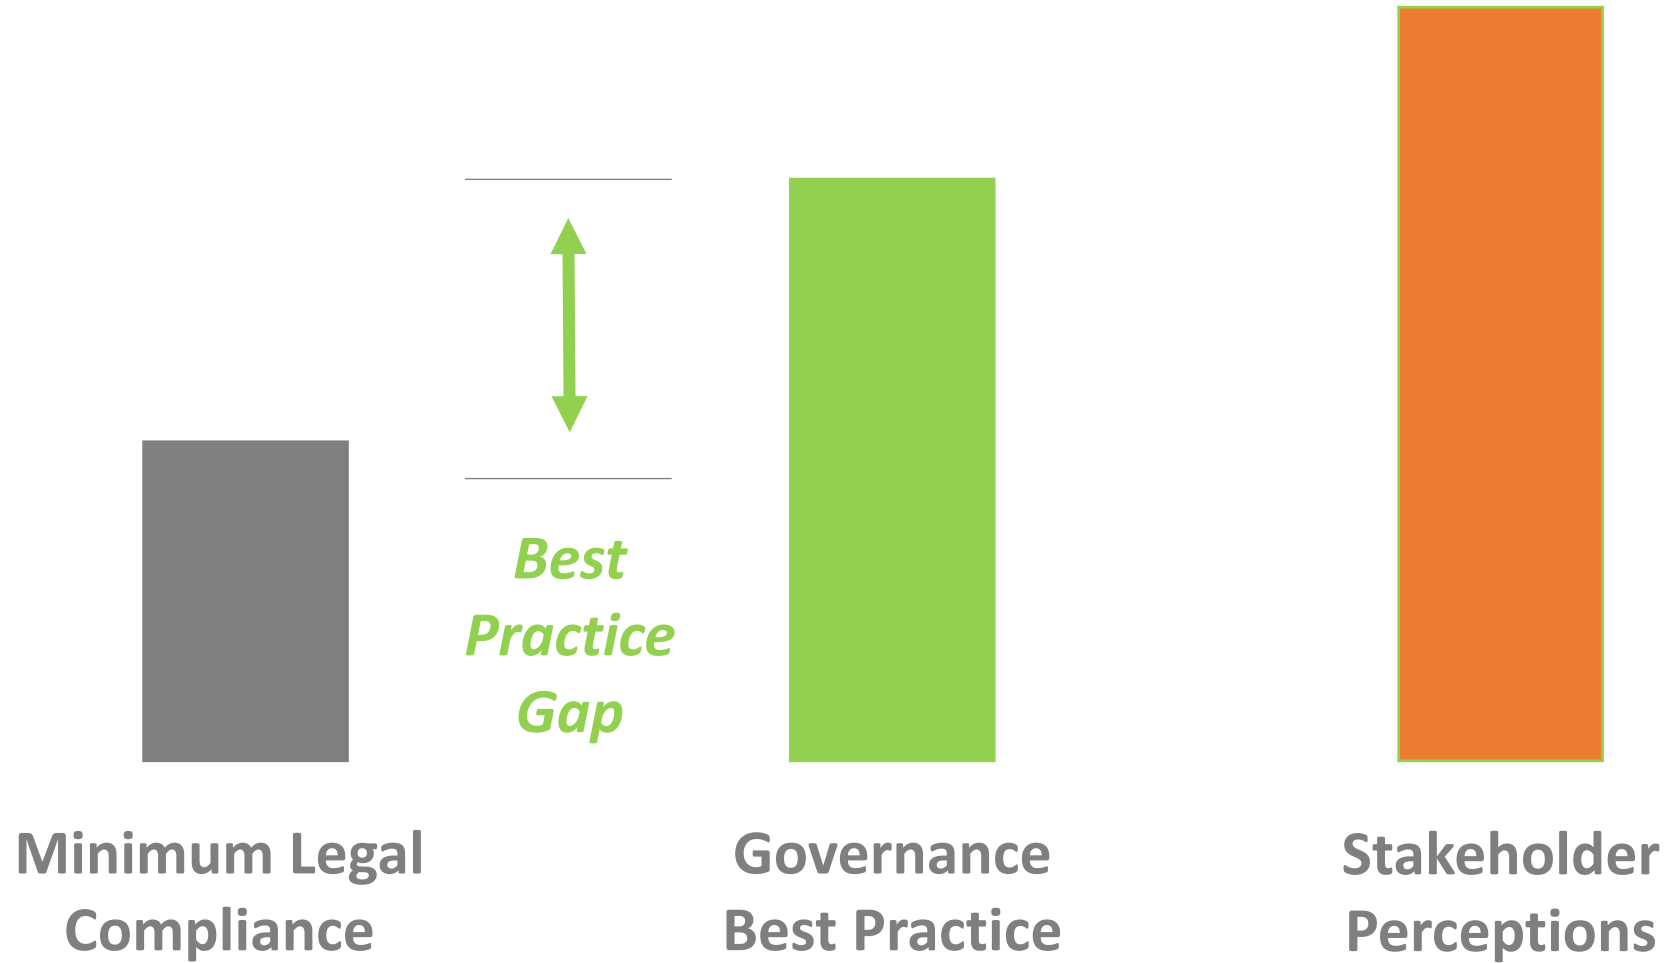 Best
Practice
Gap
Minimum Legal
Compliance
Governance
Best Practice
Stakeholder
Perceptions